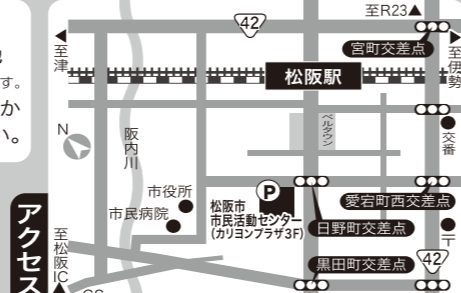 至R23▲
42
◀至津
宮町交差点
▶至伊勢
松阪駅
す。
か
い。
N
阪内川
ベルタウン
交番
市役所
市民病院
P
松阪市
市民活動センター
(カリヨンプラザ3F)
愛宕町西交差点
日野町交差点
〒
アクセス
至松阪IC
黒田町交差点
42